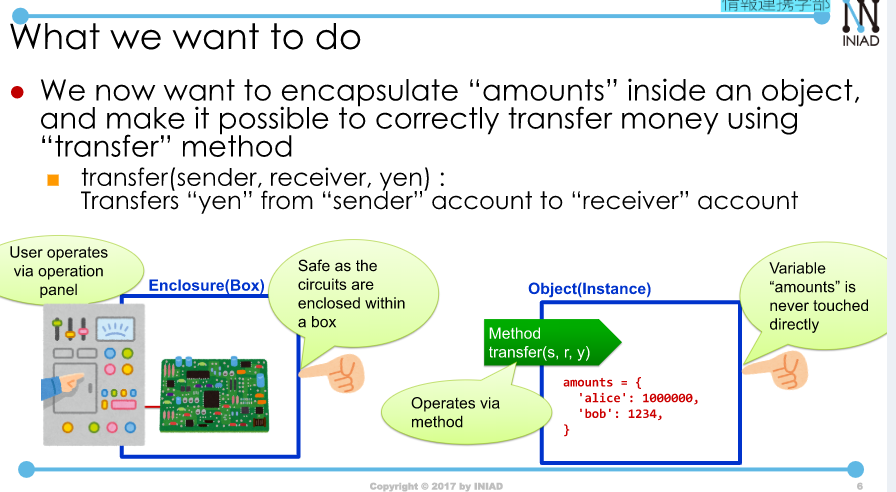 情報連携学部
INIAD
What we want to do
We now want to encapsulate “amounts” inside an object,
and make it possible to correctly transfer money using
“transfer” method
transfer(sender, receiver, yen) :
Transfers “yen” from “sender” account to “receiver” account
User operates
via operation
panel
Enclosure(Box)
Safe as the
circuits are
enclosed within
a box
Object(Instance)
Variable
“amounts” is
never touched
directly
Method
transfer(s, r, y)
Operates via
method
amounts = {
'alice': 1000000,
'bob': 1234,
}
Copyright © 2017 by INIAD
6